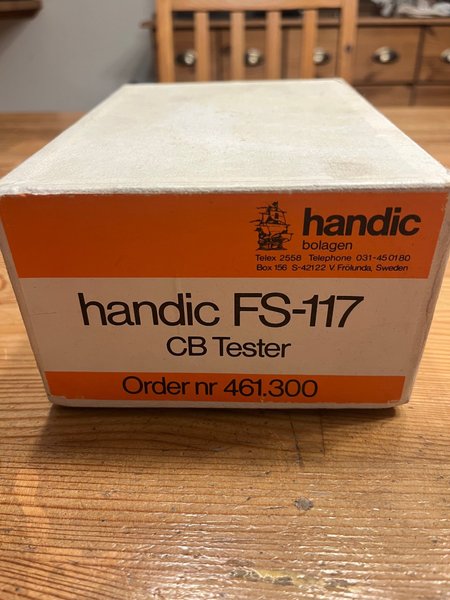 handic
bolagen
Telex 2558 Telephone 031-450180
Box 156 S-42122 V. Frölunda, Sweden
handic FS-117
CB Tester
Order nr 461.300